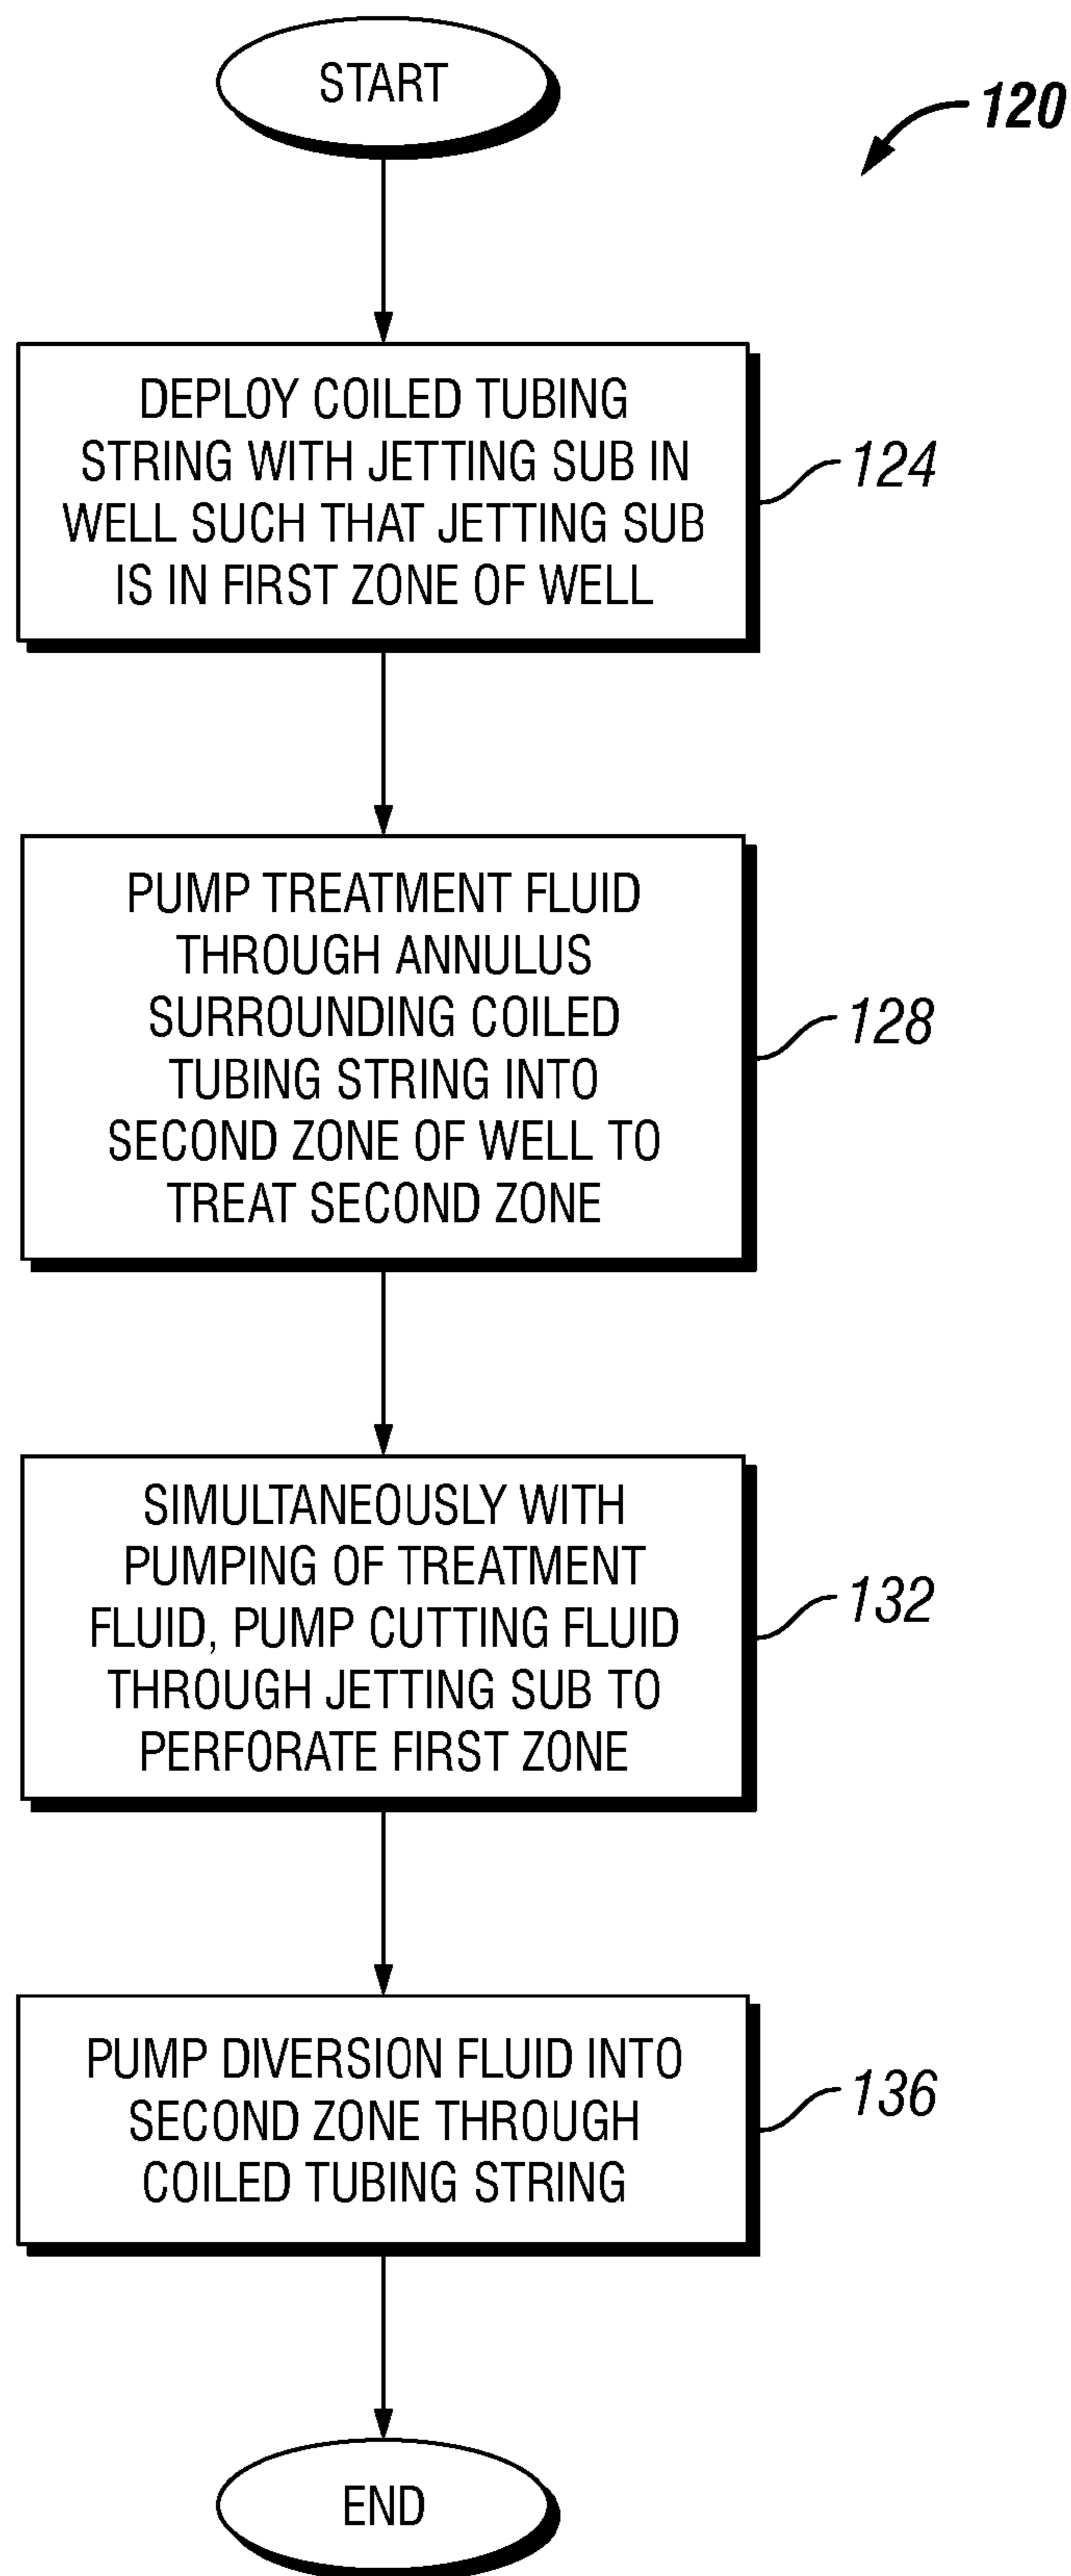 START
120
DEPLOY COILED TUBING
STRING WITH JETTING SUB IN
WELL SUCH THAT JETTING SUB
IS IN FIRST ZONE OF WELL
124
PUMP TREATMENT FLUID
THROUGH ANNULUS
SURROUNDING COILED
TUBING STRING INTO
SECOND ZONE OF WELL TO
TREAT SECOND ZONE
128
SIMULTANEOUSLY WITH
PUMPING OF TREATMENT
FLUID, PUMP CUTTING FLUID
THROUGH JETTING SUB TO
PERFORATE FIRST ZONE
132
PUMP DIVERSION FLUID INTO
SECOND ZONE THROUGH
COILED TUBING STRING
136
END